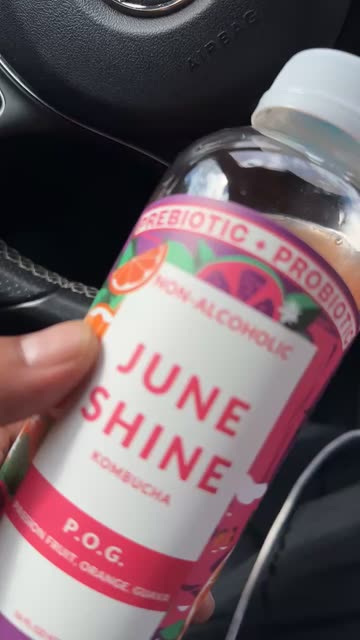 AIRBAG
PREBIOTIC • PROBIOTIC
NON-ALCOHOLIC
JUNE
SHINE
KOMBUCHA
P.O.G.
PASSION FRUIT, ORANGE, GUAVA